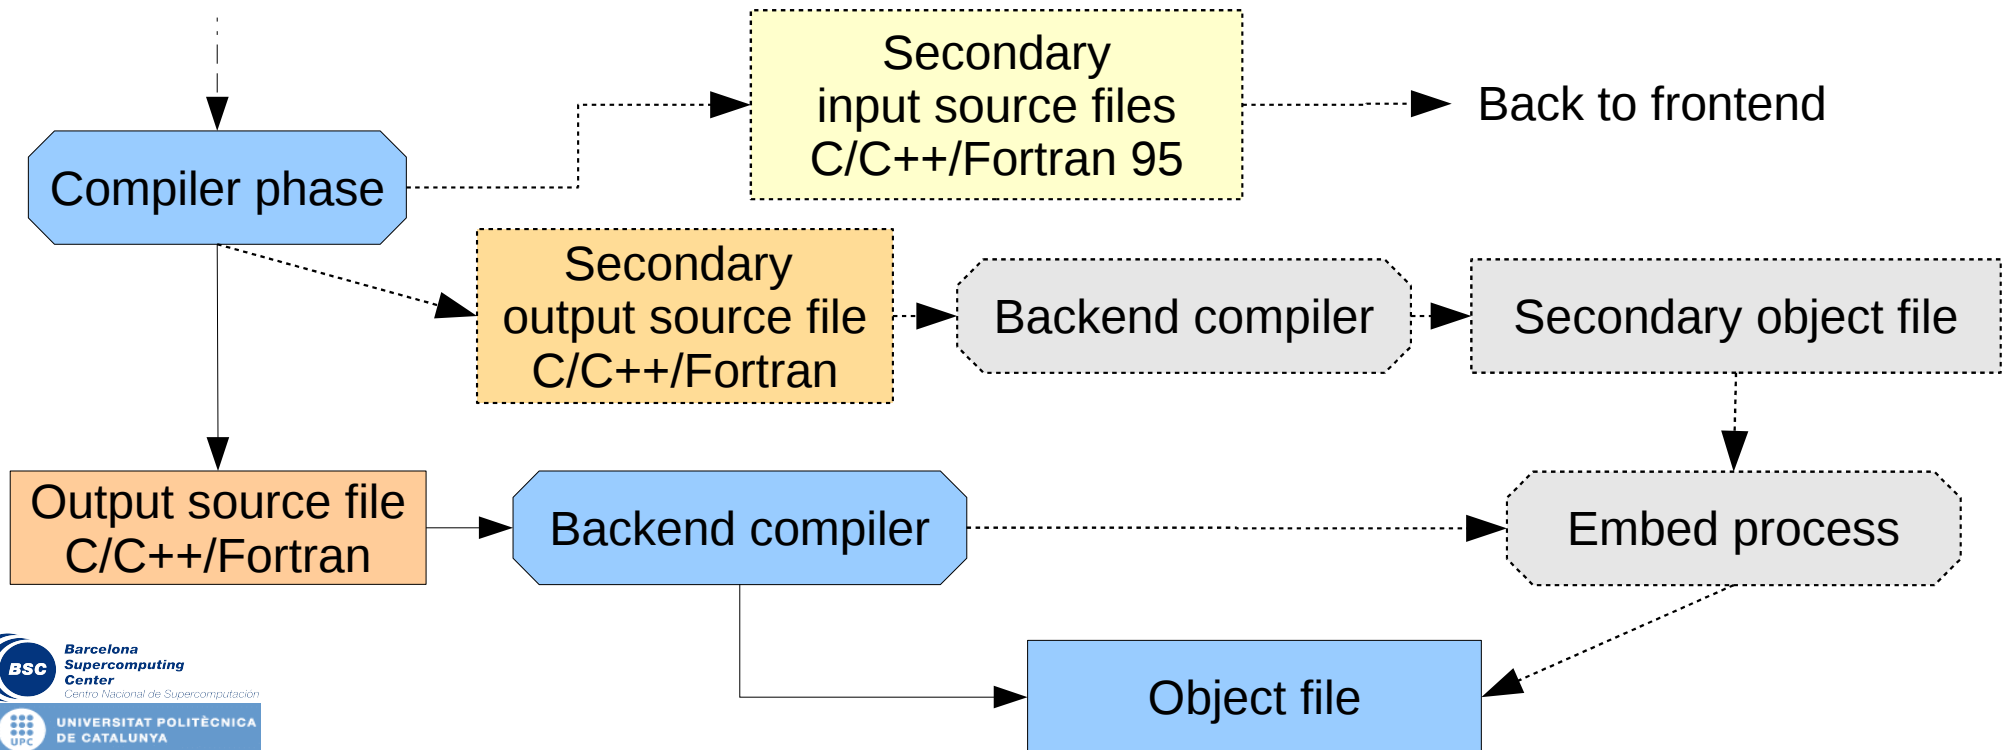 Secondary
input source files
C/C++/Fortran 95
Back to frontend
Compiler phase
Secondary
output source file
C/C++/Fortran
Backend compiler
Secondary object file
Output source file
C/C++/Fortran
Backend compiler
Embed process
Object file
BSC
Barcelona
Supercomputing
Center
Centro Nacional de Supercomputación
UPC
UNIVERSITAT POLITÈCNICA
DE CATALUNYA